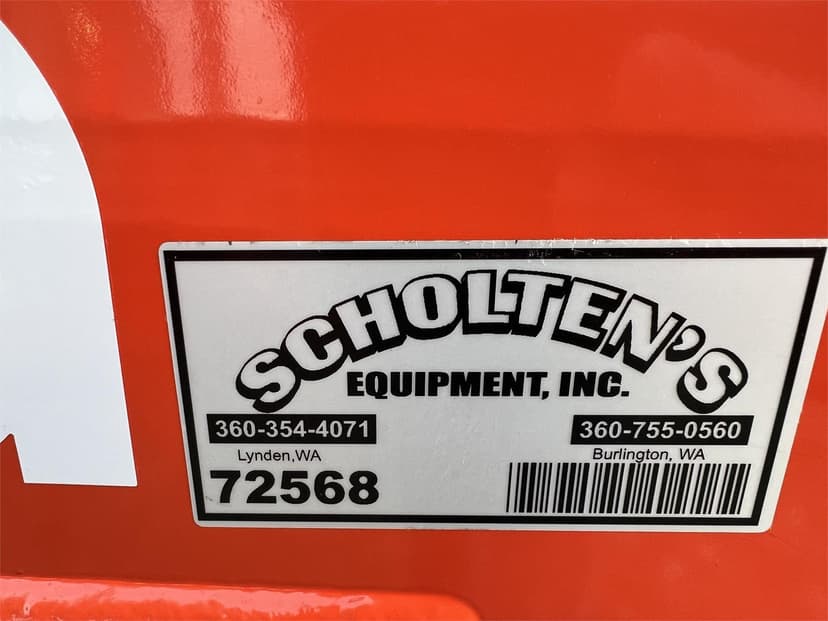 SCHOLTEN'S
EQUIPMENT, INC.
360-354-4071 360-755-0560
Lynden,WA Burlington, WA
72568